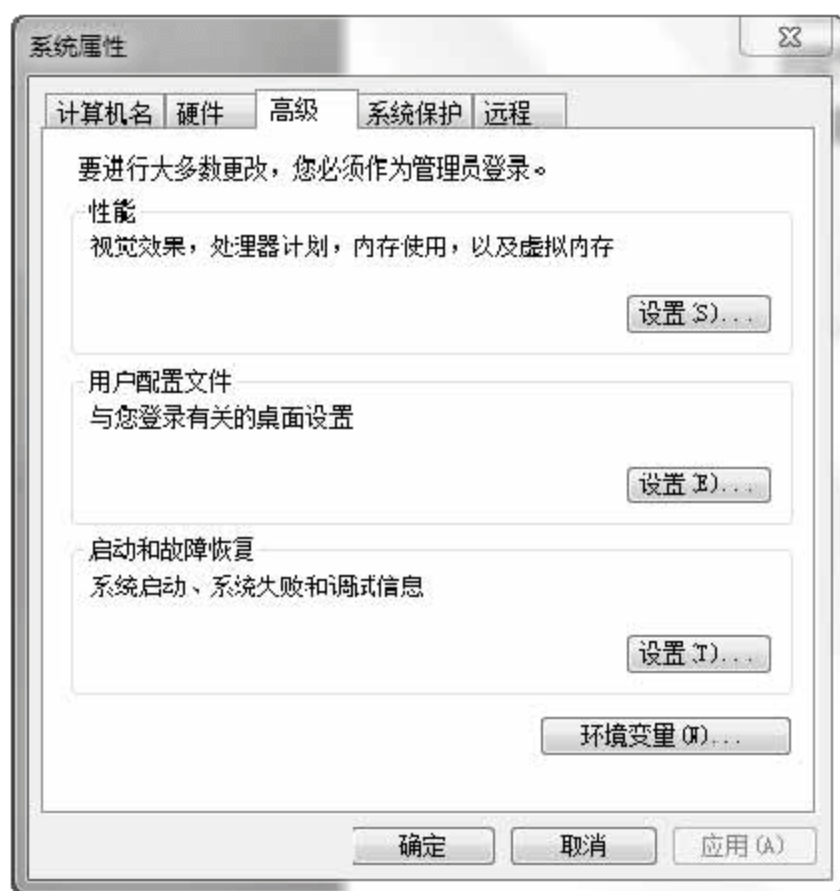 系统属性
计算机名 硬件 高级 系统保护 远程
要进行大多数更改，您必须作为管理员登录。
性能
视觉效果，处理器计划，内存使用，以及虚拟内存
设置(S)...
用户配置文件
与您登录有关的桌面设置
设置(E)...
启动和故障恢复
系统启动、系统失败和调试信息
设置(T)...
环境变量(N)...
确定 取消 应用(A)